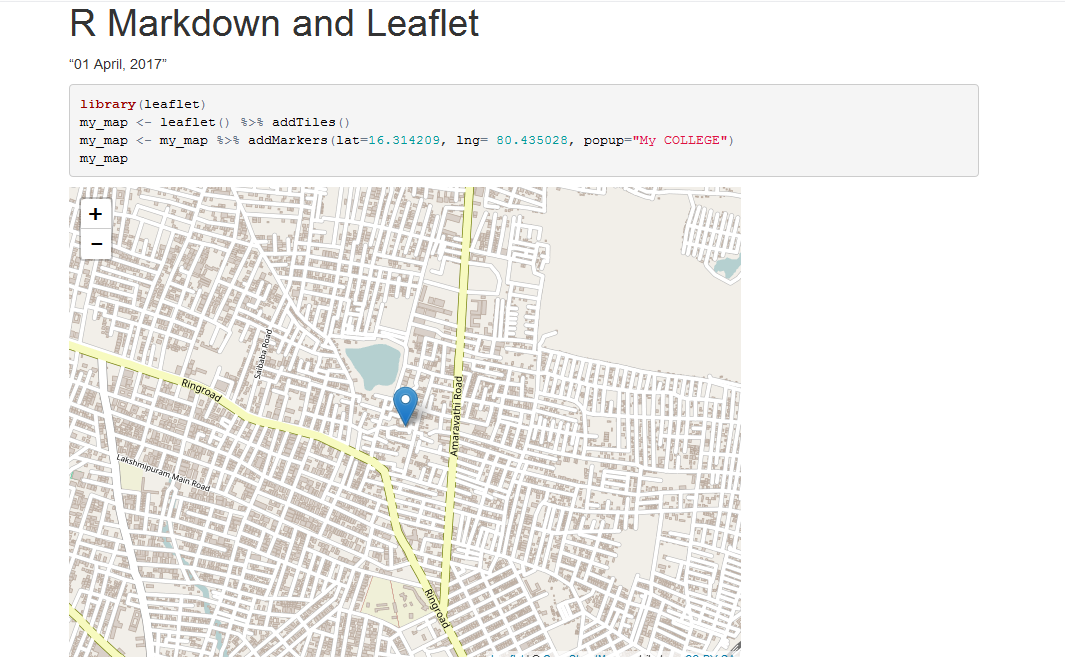 R Markdown and Leaflet
“01 April, 2017”
library(leaflet)
my_map <- leaflet() %>% addTiles()
my_map <- my_map %>% addMarkers(lat=16.314209, lng= 80.435028, popup="My COLLEGE")
my_map
+
−
Saibaba Road
Ringroad
Amaravathi Road
Lakshmipuram Main Road
Ringroad